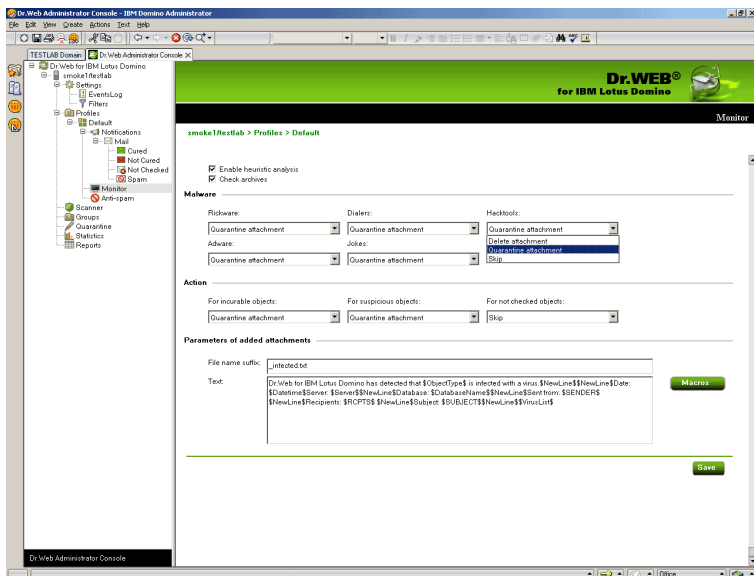 Dr.Web Administrator Console - IBM Domino Administrator
File Edit View Create Actions Text Help
TESTLAB Domain
Dr.Web Administrator Console
Dr.Web for IBM Lotus Domino
smoke1/testlab
Settings
EventsLog
Filters
Profiles
Default
Notifications
Mail
Cured
Not Cured
Not Checked
Spam
Monitor
Anti-spam
Scanner
Groups
Quarantine
Statistics
Reports
Dr.Web Administrator Console
Dr.WEB®
for IBM Lotus Domino
Monitor
smoke1/testlab > Profiles > Default
Enable heuristic analysis
Check archives
Malware
Riskware: Dialers: Hacktools:
Quarantine attachment Quarantine attachment Quarantine attachment
Delete attachment
Quarantine attachment
Skip
Adware: Jokes:
Quarantine attachment Quarantine attachment
Action
For incurable objects: For suspicious objects: For not checked objects:
Quarantine attachment Quarantine attachment Skip
Parameters of added attachments
File name suffix: _infected.txt
Text: Dr.Web for IBM Lotus Domino has detected that $ObjectType$ is infected with a virus.$NewLine$$NewLine$Date:
$Datetime$Server: $Server$$NewLine$Database: $DatabaseName$$NewLine$Sent from: $SENDER$
$NewLine$Recipients: $RCPTS$ $NewLine$Subject: $SUBJECT$$NewLine$$VirusList$
Macros
Save
Office